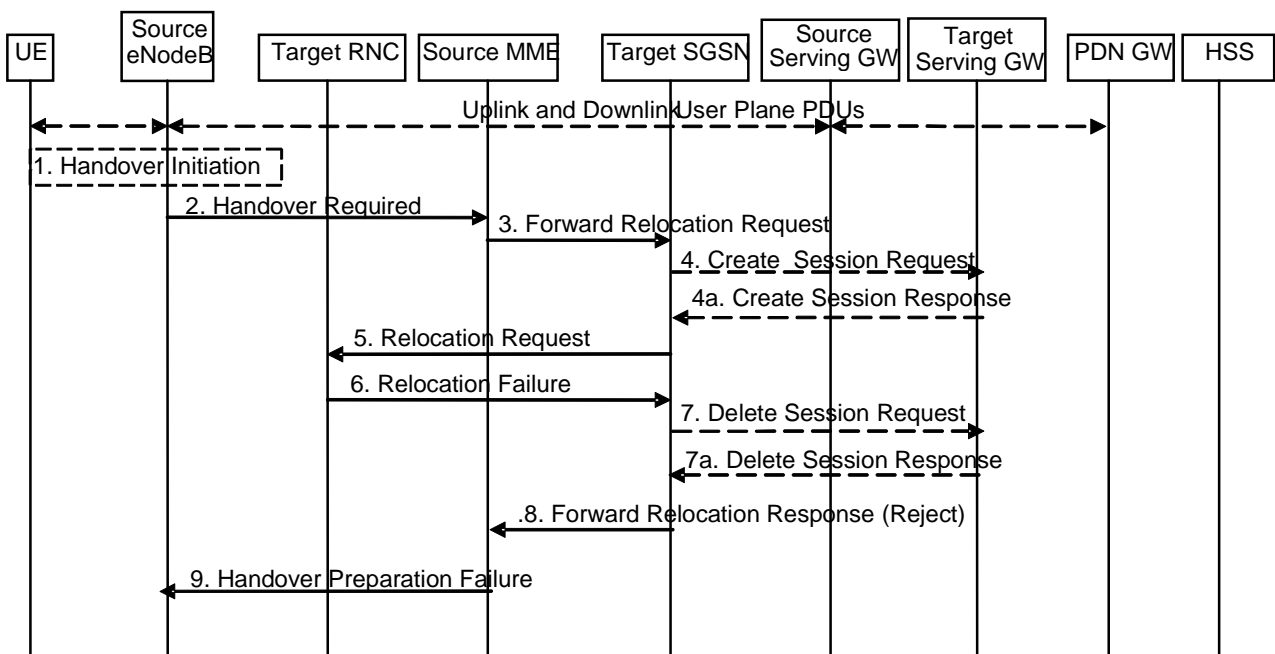 UE
Source
eNodeB
Target RNC
Source MME
Target SGSN
Source
Serving GW
Target
Serving GW
PDN GW
HSS
Uplink and Downlink User Plane PDUs
1. Handover Initiation
2. Handover Required
3. Forward Relocation Request
4. Create Session Request
4a. Create Session Response
5. Relocation Request
6. Relocation Failure
7. Delete Session Request
7a. Delete Session Response
.8. Forward Relocation Response (Reject)
9. Handover Preparation Failure